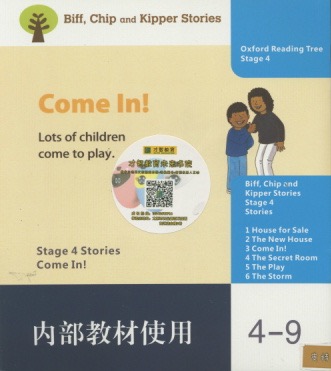 Biff, Chip and Kipper Stories
Oxford Reading Tree
Stage 4
Come In!
Lots of children
come to play.
Biff, Chip and
Kipper Stories
Stage 4
Stories
1 House for Sale
2 The New House
3 Come In!
4 The Secret Room
5 The Play
6 The Storm
Stage 4 Stories
Come In!
内部教材使用
4-9